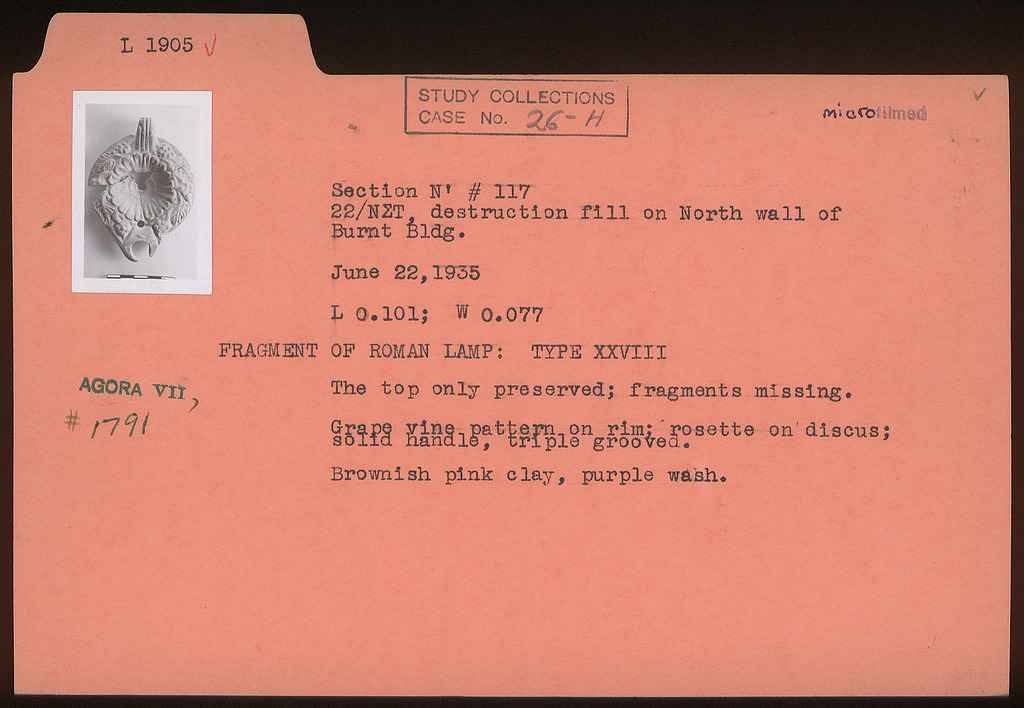 L 1905 ✓
STUDY COLLECTIONS
CASE No. 26-H
✓
microfilmed
Section N' # 117
22/NΣT, destruction fill on North wall of
Burnt Bldg.
June 22,1935
L 0.101; W 0.077
FRAGMENT OF ROMAN LAMP: TYPE XXVIII
AGORA VII,
# 1791
The top only preserved; fragments missing.
Grape vine pattern on rim; rosette on discus;
solid handle, triple grooved.
Brownish pink clay, purple wash.